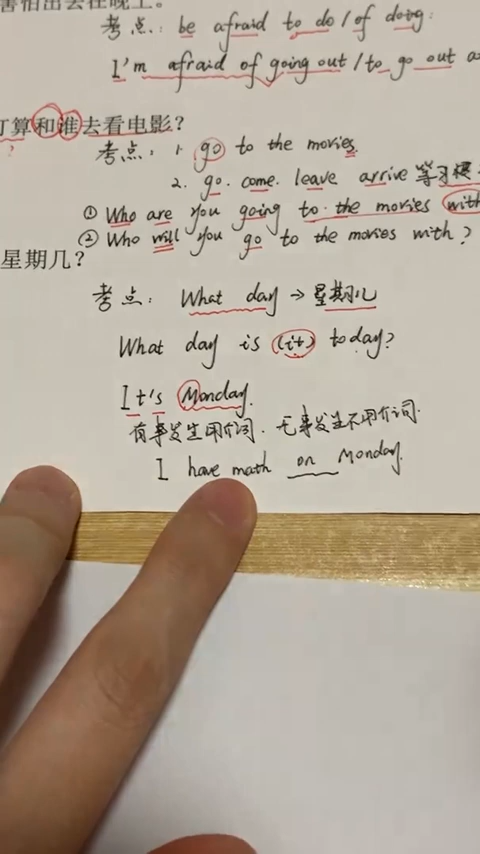 害怕出去在晚上。
考点: be afraid to do / of doing.
I'm afraid of going out / to go out
打算和谁去看电影?
?
考点: 1. go to the movies.
2. go. come. leave arrive 等
① Who are you going to the movies with
② Who will you go to the movies with?
星期几?
考点: What day → 星期几
What day is (it) today?
It's Monday.
有事发生用介词. 无事发生不用介词.
I have math on Monday.